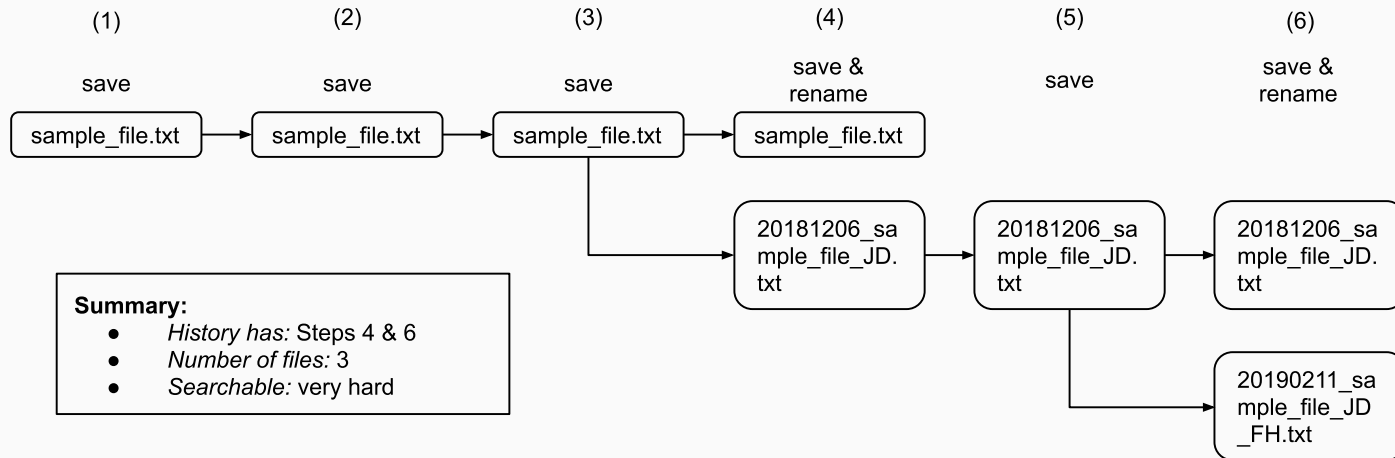 (1)
(2)
(3)
(4)
(5)
(6)
save
save
save
save &
rename
save
save &
rename
sample_file.txt
sample_file.txt
sample_file.txt
sample_file.txt
20181206_sa
mple_file_JD.
txt
20181206_sa
mple_file_JD.
txt
20181206_sa
mple_file_JD.
txt
Summary:
● History has: Steps 4 & 6
● Number of files: 3
● Searchable: very hard
20190211_sa
mple_file_JD
_FH.txt